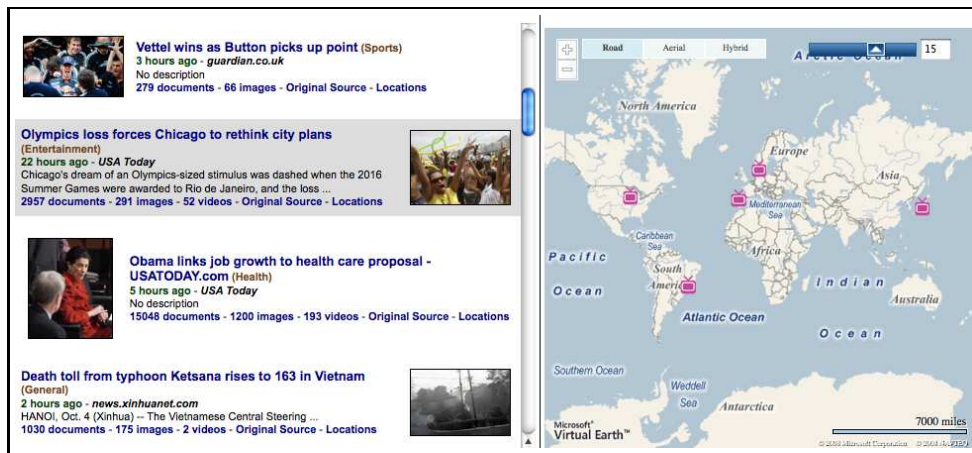 Vettel wins as Button picks up point (Sports)
3 hours ago - guardian.co.uk
No description
279 documents - 66 images - Original Source - Locations
Olympics loss forces Chicago to rethink city plans
(Entertainment)
22 hours ago - USA Today
Chicago's dream of an Olympics-sized stimulus was dashed when the 2016
Summer Games were awarded to Rio de Janeiro, and the loss ...
2957 documents - 291 images - 52 videos - Original Source - Locations
Obama links job growth to health care proposal -
USATODAY.com (Health)
5 hours ago - USA Today
No description
15048 documents - 1200 images - 193 videos - Original Source - Locations
Death toll from typhoon Ketsana rises to 163 in Vietnam
(General)
2 hours ago - news.xinhuanet.com
HANOI, Oct. 4 (Xinhua) -- The Vietnamese Central Steering ...
1030 documents - 175 images - 2 videos - Original Source - Locations
Road Aerial Hybrid
15
Arctic Ocean
North America
Europe
Asia
Mediterranean
Sea
Caribbean
Sea
Africa
Pacific
Ocean
South
America
Indian
Ocean
Australia
Atlantic Ocean
Southern Ocean
Weddell
Sea
Antarctica
Microsoft®
Virtual Earth™
7000 miles
© 2008 Microsoft Corporation © 2008 NAVTEQ